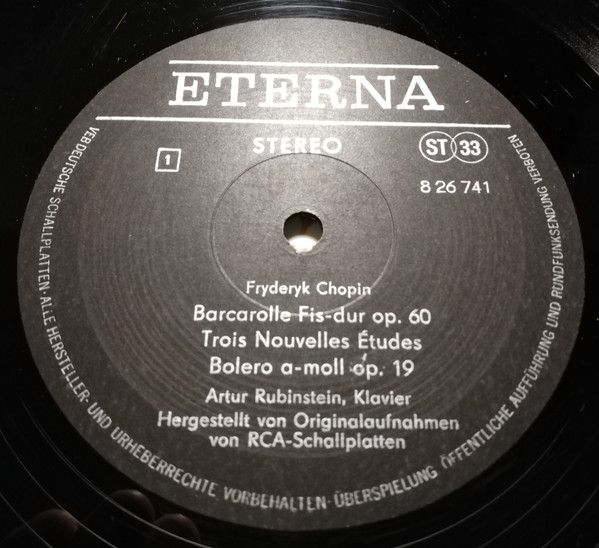 ETERNA
STEREO
1
ST 33
8 26 741
Fryderyk Chopin
Barcarolle Fis-dur op. 60
Trois Nouvelles Études
Bolero a-moll op. 19
Artur Rubinstein, Klavier
Hergestellt von Originalaufnahmen
von RCA-Schallplatten
VEB DEUTSCHE SCHALLPLATTEN · ALLE HERSTELLER- UND URHEBERRECHTE VORBEHALTEN · ÜBERSPIELUNG ÖFFENTLICHE AUFFÜHRUNG UND RUNDFUNKSENDUNG VERBOTEN